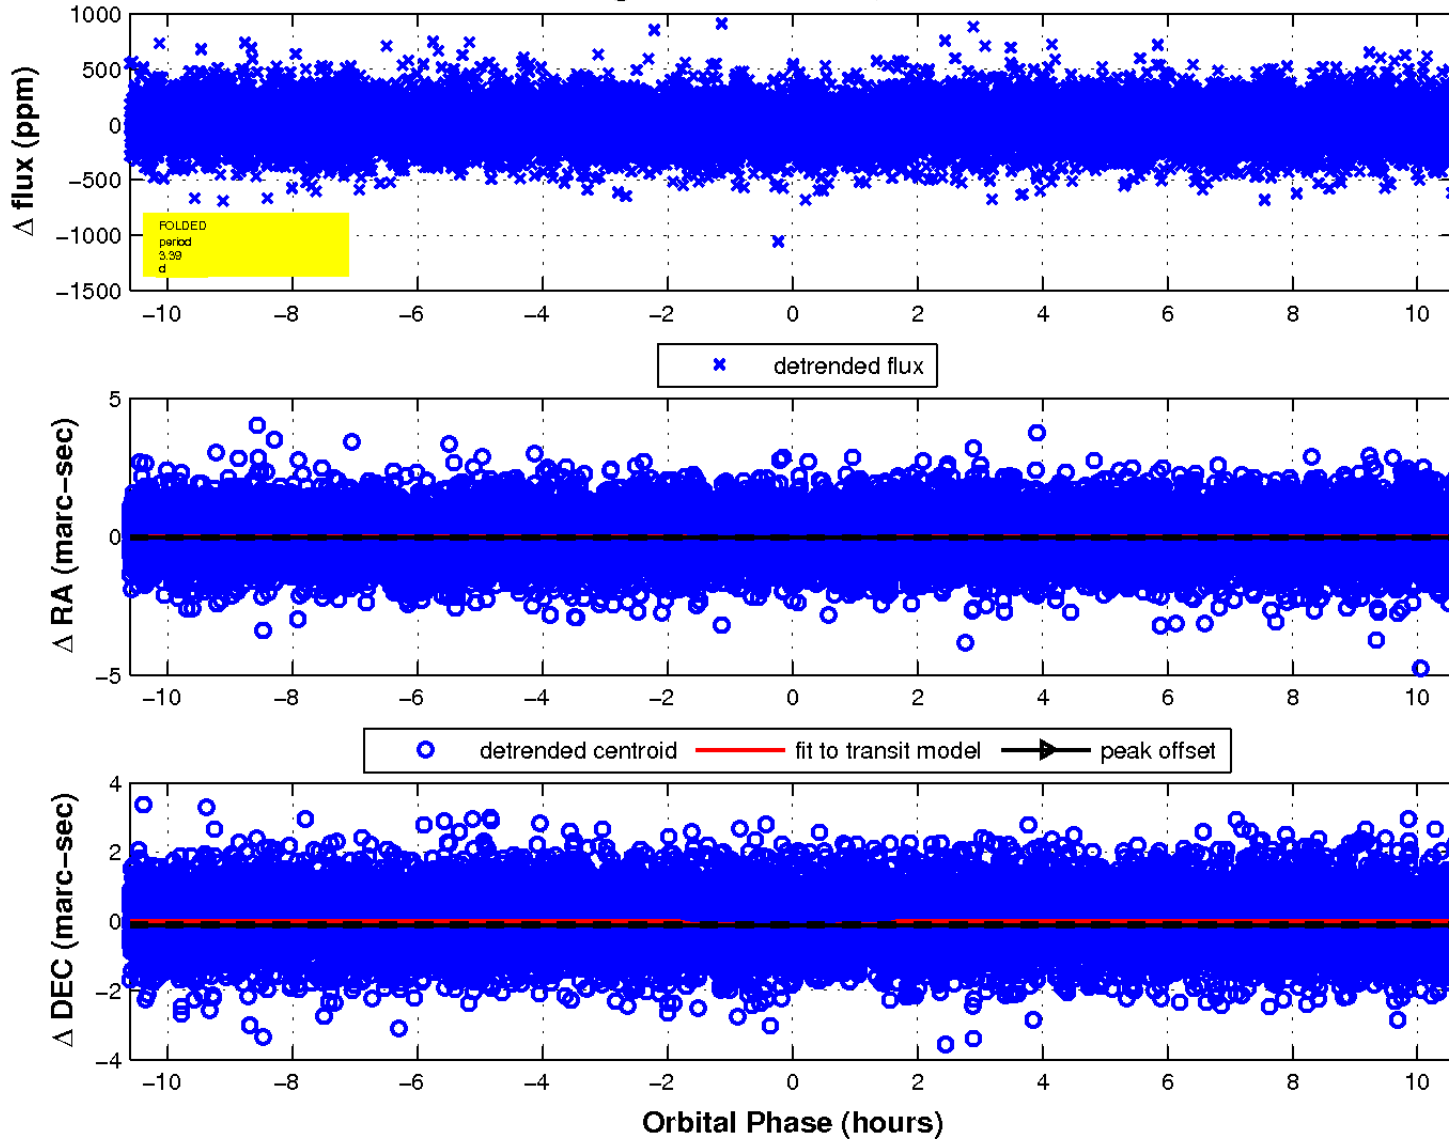 1000
500
0
−500
−1000
−1500
Δ flux (ppm)
FOLDED
period
3.39
d
−10 −8 −6 −4 −2 0 2 4 6 8 10
detrended flux
5
0
−5
Δ RA (marc−sec)
−10 −8 −6 −4 −2 0 2 4 6 8 10
detrended centroid fit to transit model peak offset
4
2
0
−2
−4
Δ DEC (marc−sec)
−10 −8 −6 −4 −2 0 2 4 6 8 10
Orbital Phase (hours)